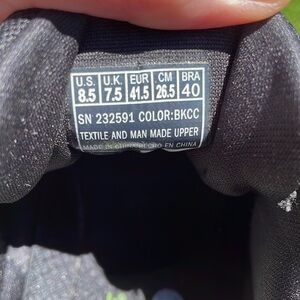 U.S. U.K EUR CM BRA
8.5 7.5 41.5 26.5 40
SN 232591 COLOR:BKCC
TEXTILE AND MAN MADE UPPER
MADE IN CHINA/HECHO EN CHINA